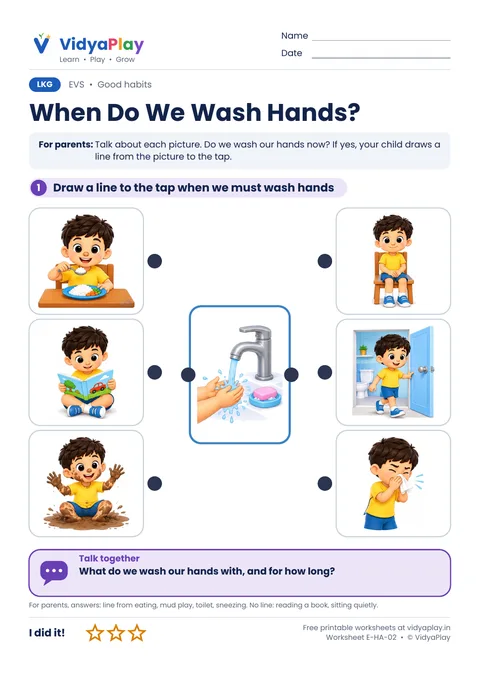 VidyaPlay
Learn • Play • Grow
Name
Date
LKG
EVS • Good habits
When Do We Wash Hands?
For parents: Talk about each picture. Do we wash our hands now? If yes, your child draws a
line from the picture to the tap.
1 Draw a line to the tap when we must wash hands
Talk together
What do we wash our hands with, and for how long?
For parents, answers: line from eating, mud play, toilet, sneezing. No line: reading a book, sitting quietly.
I did it!
Free printable worksheets at vidyaplay.in
Worksheet E-HA-02 • © VidyaPlay